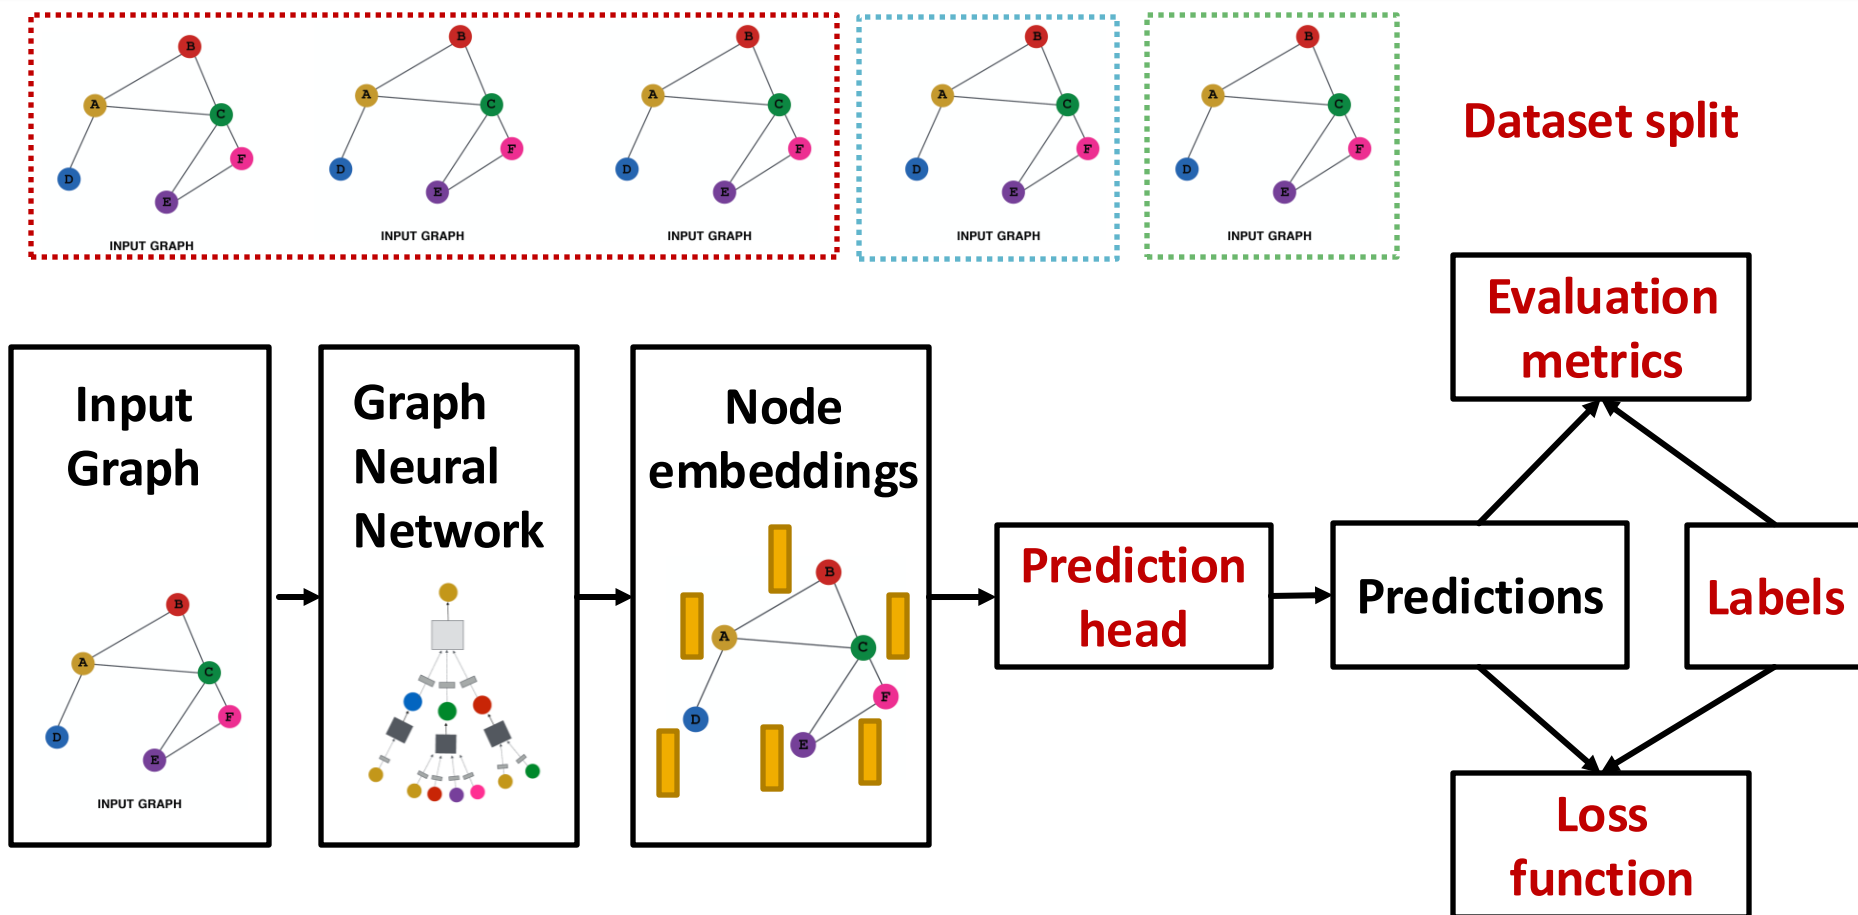 B
A
C
F
D
E
INPUT GRAPH
B
A
C
F
D
E
INPUT GRAPH
B
A
C
F
D
E
INPUT GRAPH
B
A
C
F
D
E
INPUT GRAPH
B
A
C
F
D
E
INPUT GRAPH
Dataset split
Input
Graph
B
A
C
F
D
E
INPUT GRAPH
Graph
Neural
Network
Node
embeddings
B
A
C
F
D
E
Prediction
head
Predictions
Labels
Evaluation
metrics
Loss
function